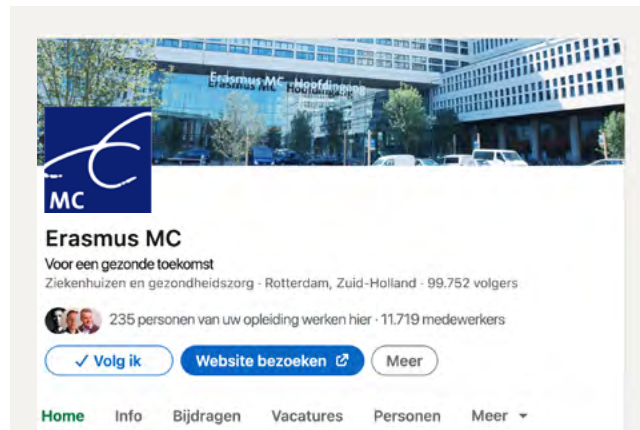 Erasmus MC Hoofdingang
MC
Erasmus MC
Voor een gezonde toekomst
Ziekenhuizen en gezondheidszorg · Rotterdam, Zuid-Holland · 99.752 volgers
235 personen van uw opleiding werken hier · 11.719 medewerkers
✓ Volg ik Website bezoeken Meer
Home Info Bijdragen Vacatures Personen Meer